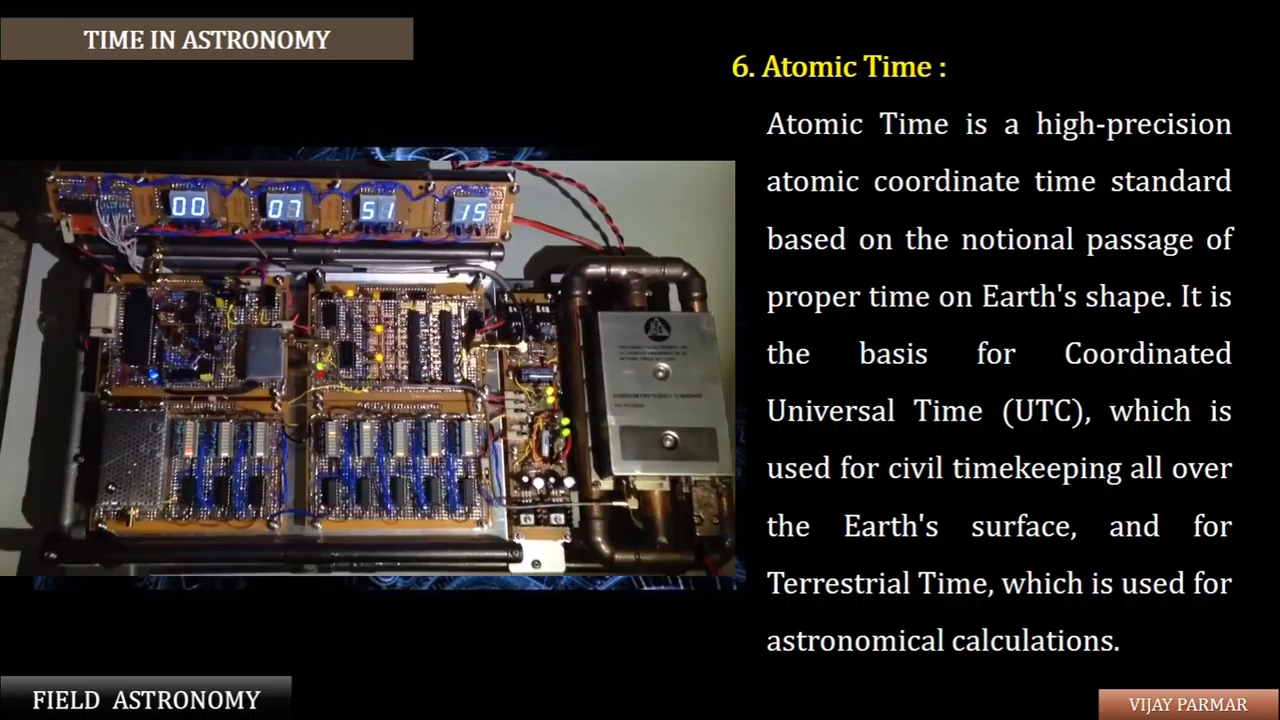 TIME IN ASTRONOMY
6. Atomic Time :
Atomic Time is a high-precision
atomic coordinate time standard
based on the notional passage of
proper time on Earth's shape. It is
the basis for Coordinated
Universal Time (UTC), which is
used for civil timekeeping all over
the Earth's surface, and for
Terrestrial Time, which is used for
astronomical calculations.
00 07 51 15
FIELD ASTRONOMY
VIJAY PARMAR